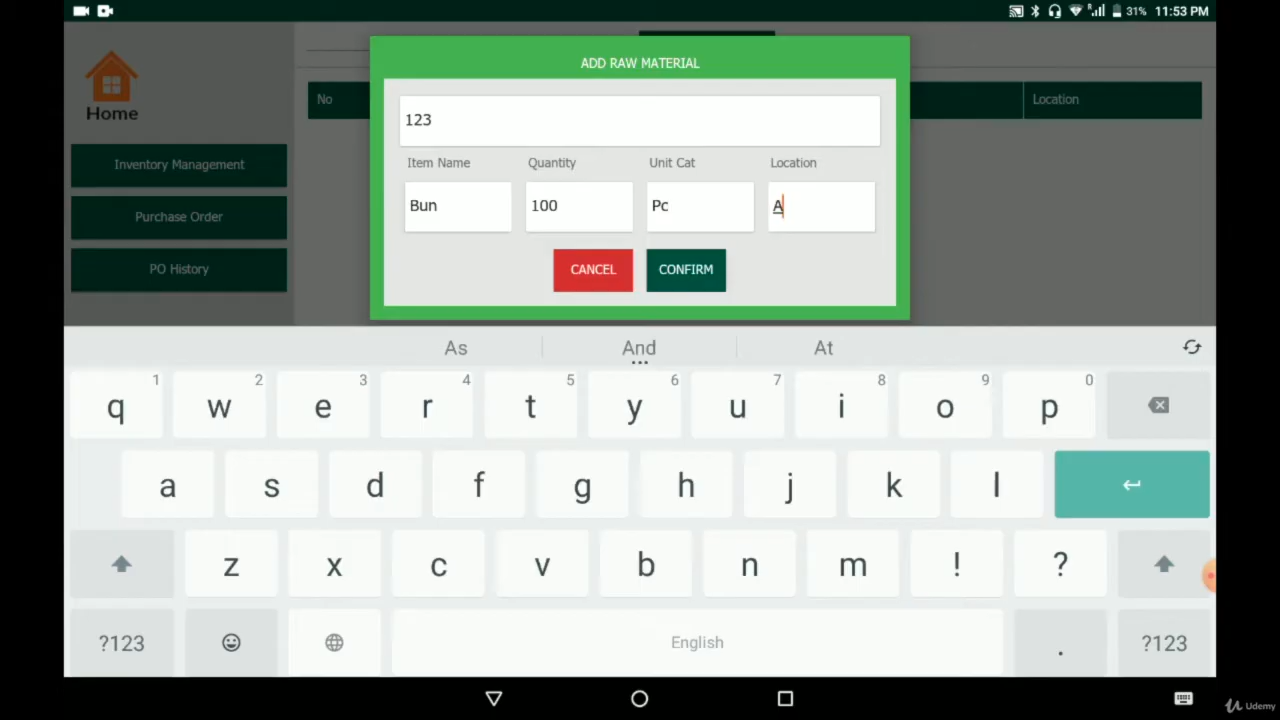 31% 11:53 PM
ADD RAW MATERIAL
Home
No
Location
123
Inventory Management
Item Name Quantity Unit Cat Location
Purchase Order
Bun 100 Pc A
PO History
CANCEL CONFIRM
As And At
1 2 3 4 5 6 7 8 9 0
q w e r t y u i o p
a s d f g h j k l
z x c v b n m ! ?
?123 English . ?123
Udemy